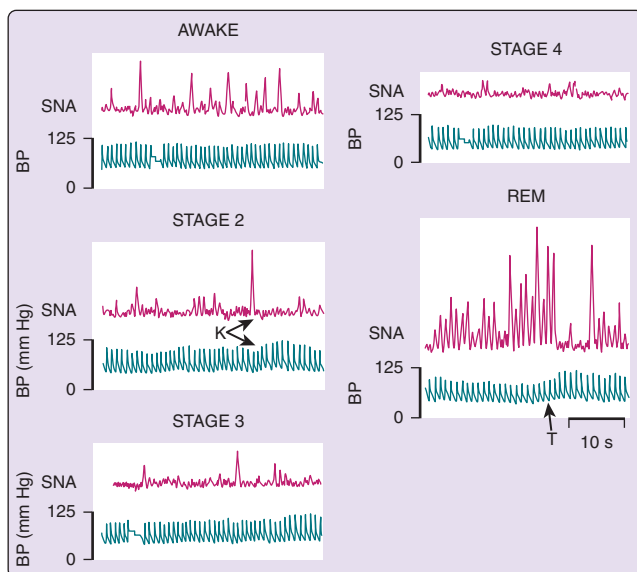 AWAKE
SNA
125
BP
0
STAGE 2
SNA
K
125
BP (mm Hg)
0
STAGE 3
SNA
125
BP (mm Hg)
0
STAGE 4
SNA
125
BP
0
REM
SNA
125
BP
0
T
10 s